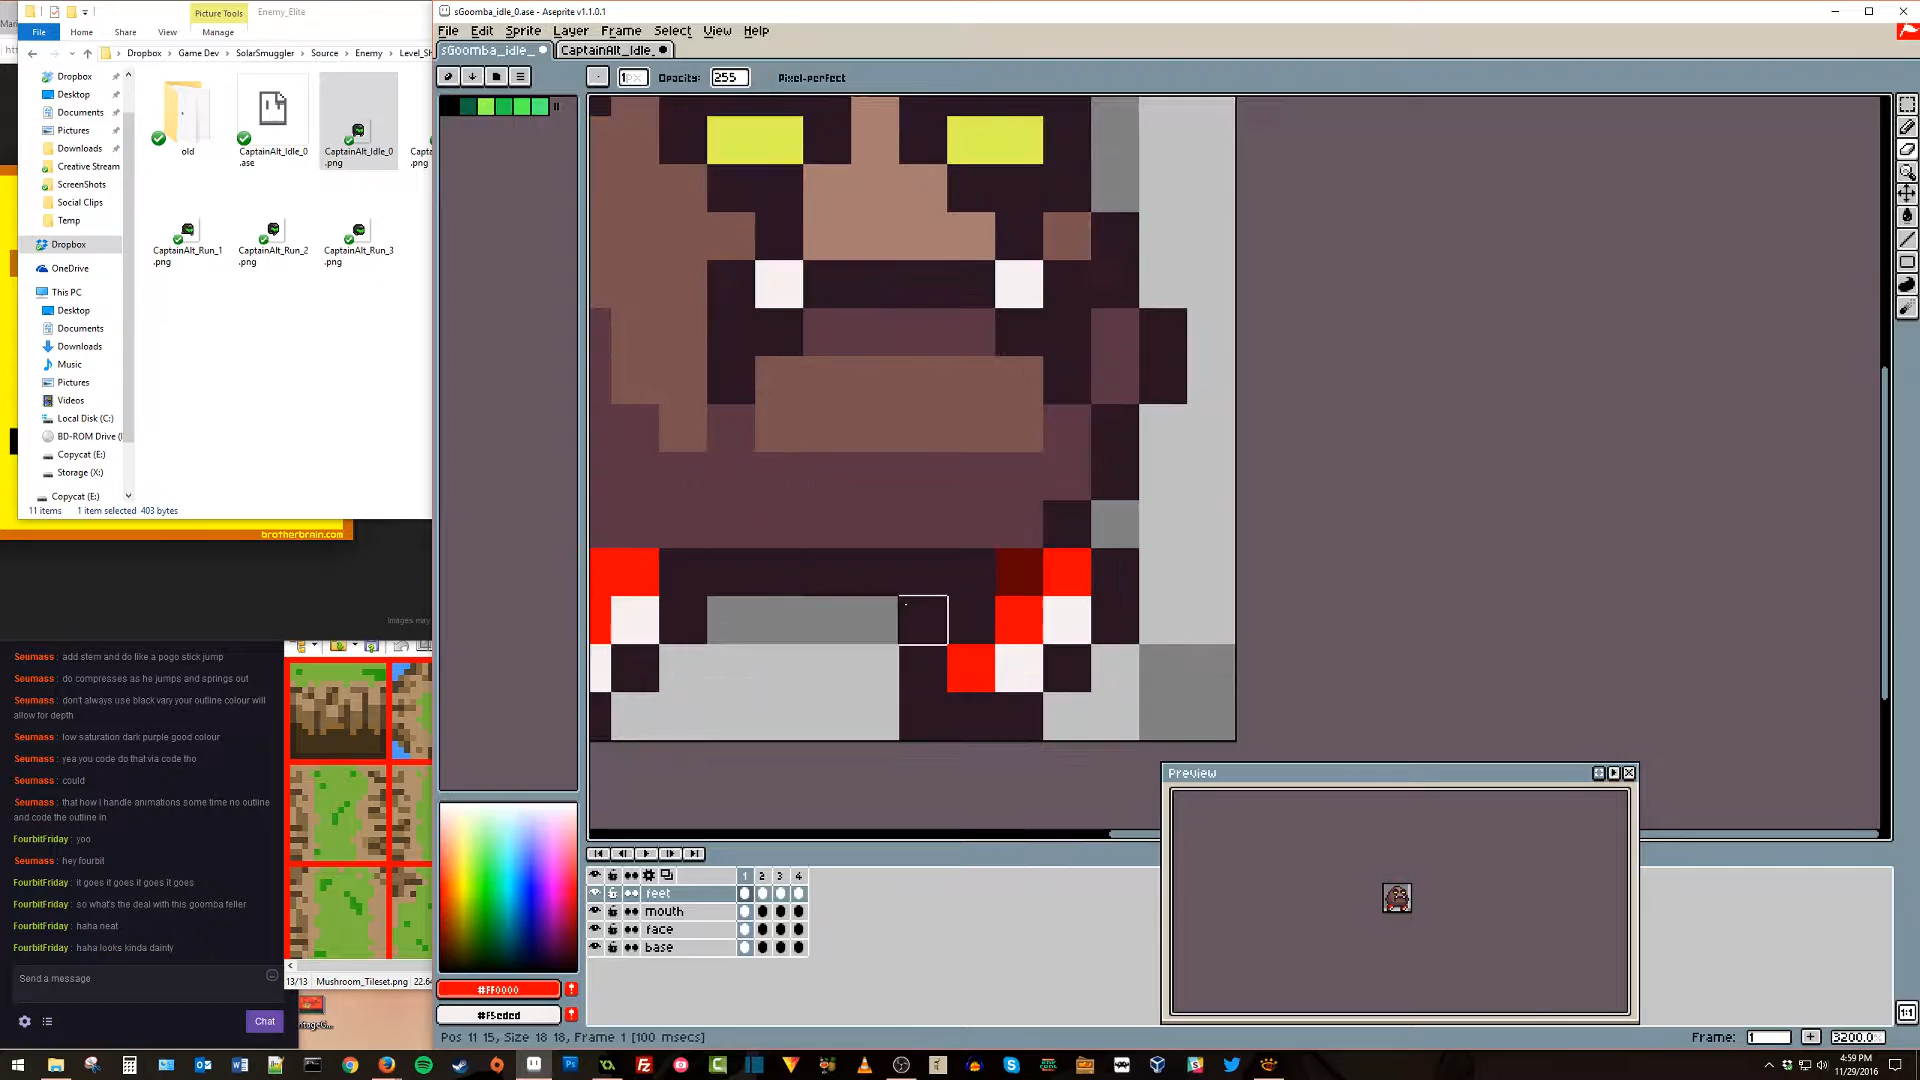 Picture Tools
Enemy_Elite
File
Home
Share
View
Manage
Dropbox
Game Dev
SolarSmuggler
Source
Enemy
Dropbox
Desktop
Documents
Pictures
Downloads
Creative Stream
ScreenShots
Social Clips
Temp
Dropbox
OneDrive
This PC
Desktop
Documents
Downloads
Music
Pictures
Videos
Local Disk (C:)
BD-ROM Drive (
Copycat (E:)
Storage (X:)
Copycat (E:)
old
CaptainAlt_Idle_0
.ase
CaptainAlt_Idle_0
.png
CaptainAlt_Run_1
.png
CaptainAlt_Run_2
.png
CaptainAlt_Run_3
.png
11 items
1 item selected 403 bytes
brotherbrain.com
Images may
Seumass : add stem and do like a pogo stick jump
Seumass : do compresses as he jumps and springs out
Seumass : don't always use black vary your outline colour will
allow for depth
Seumass : low saturation dark purple good colour
Seumass : yea you code do that via code tho
Seumass : could
Seumass : that how I handle animations some time no outline
and code the outline in
FourbitFriday : yoo
Seumass : hey fourbit
FourbitFriday : it goes it goes it goes it goes
FourbitFriday : so what's the deal with this goomba feller
FourbitFriday : haha neat
FourbitFriday : haha looks kinda dainty
Send a message
Chat
13/13
Mushroom_Tileset.png
sGoomba_idle_0.ase - Aseprite v1.1.0.1
File Edit Sprite Layer Frame Select View Help
sGoomba_idle_
CaptainAlt_Idle_
1px
Opacity: 255
Pixel-perfect
#FF0000
#F5eded
1 2 3 4
feet
mouth
face
base
Preview
1:1
Pos 11 15, Size 18 18, Frame 1 [100 msecs]
Frame: 1
3200.0
4:59 PM
11/29/2016